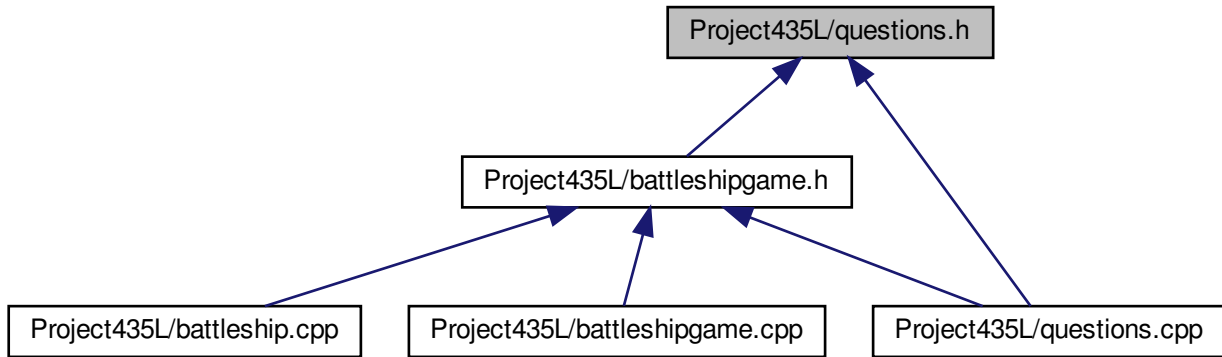 Project435L/questions.h
Project435L/battleshipgame.h
Project435L/battleship.cpp
Project435L/battleshipgame.cpp
Project435L/questions.cpp